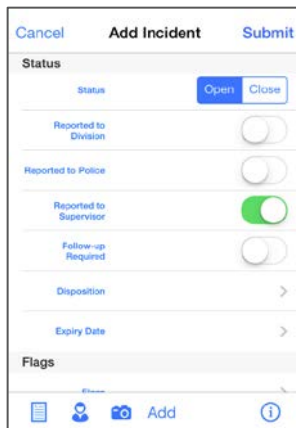 Cancel Add Incident Submit
Status
Status Open Close
Reported to
Division
Reported to Police
Reported to
Supervisor
Follow-up
Required
Disposition
Expiry Date
Flags
Flags
Add